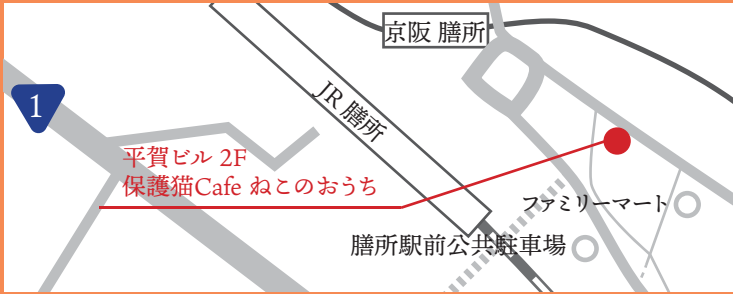 京阪 膳所
1
JR 膳所
平賀ビル 2F
保護猫Cafe ねこのおうち
ファミリーマート
膳所駅前公共駐車場